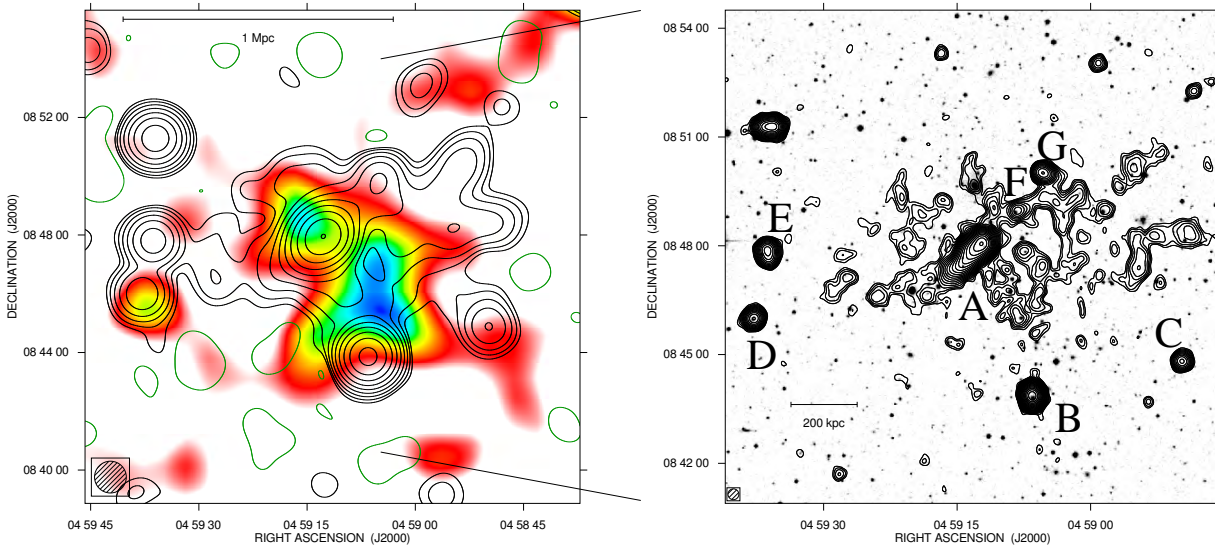 1 Mpc
DECLINATION (J2000)
08 52 00
48 00
44 00
08 40 00
04 59 45
04 59 30
04 59 15
04 59 00
04 58 45
RIGHT ASCENSION (J2000)
DECLINATION (J2000)
08 54 00
08 51 00
08 48 00
08 45 00
08 42 00
G
F
E
A
D
C
B
200 kpc
04 59 30
04 59 15
04 59 00
RIGHT ASCENSION (J2000)